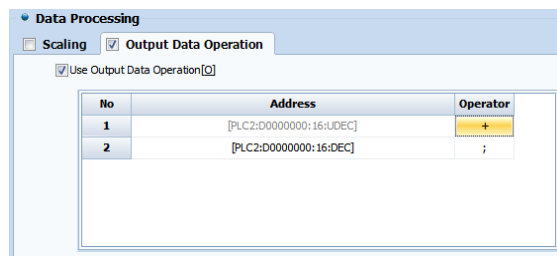 Data Processing
Scaling Output Data Operation
Use Output Data Operation[O]
No Address Operator
1 [PLC2:D0000000:16:UDEC] +
2 [PLC2:D0000000:16:DEC] ;